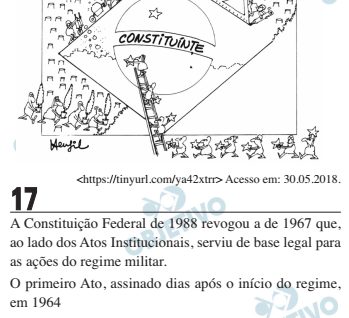 CONSTITUINTE
Henfil
<https://tinyurl.com/ya42xtrr> Acesso em: 30.05.2018.
17
A Constituição Federal de 1988 revogou a de 1967 que,
ao lado dos Atos Institucionais, serviu de base legal para
as ações do regime militar.
O primeiro Ato, assinado dias após o início do regime,
em 1964
OBJETIVO